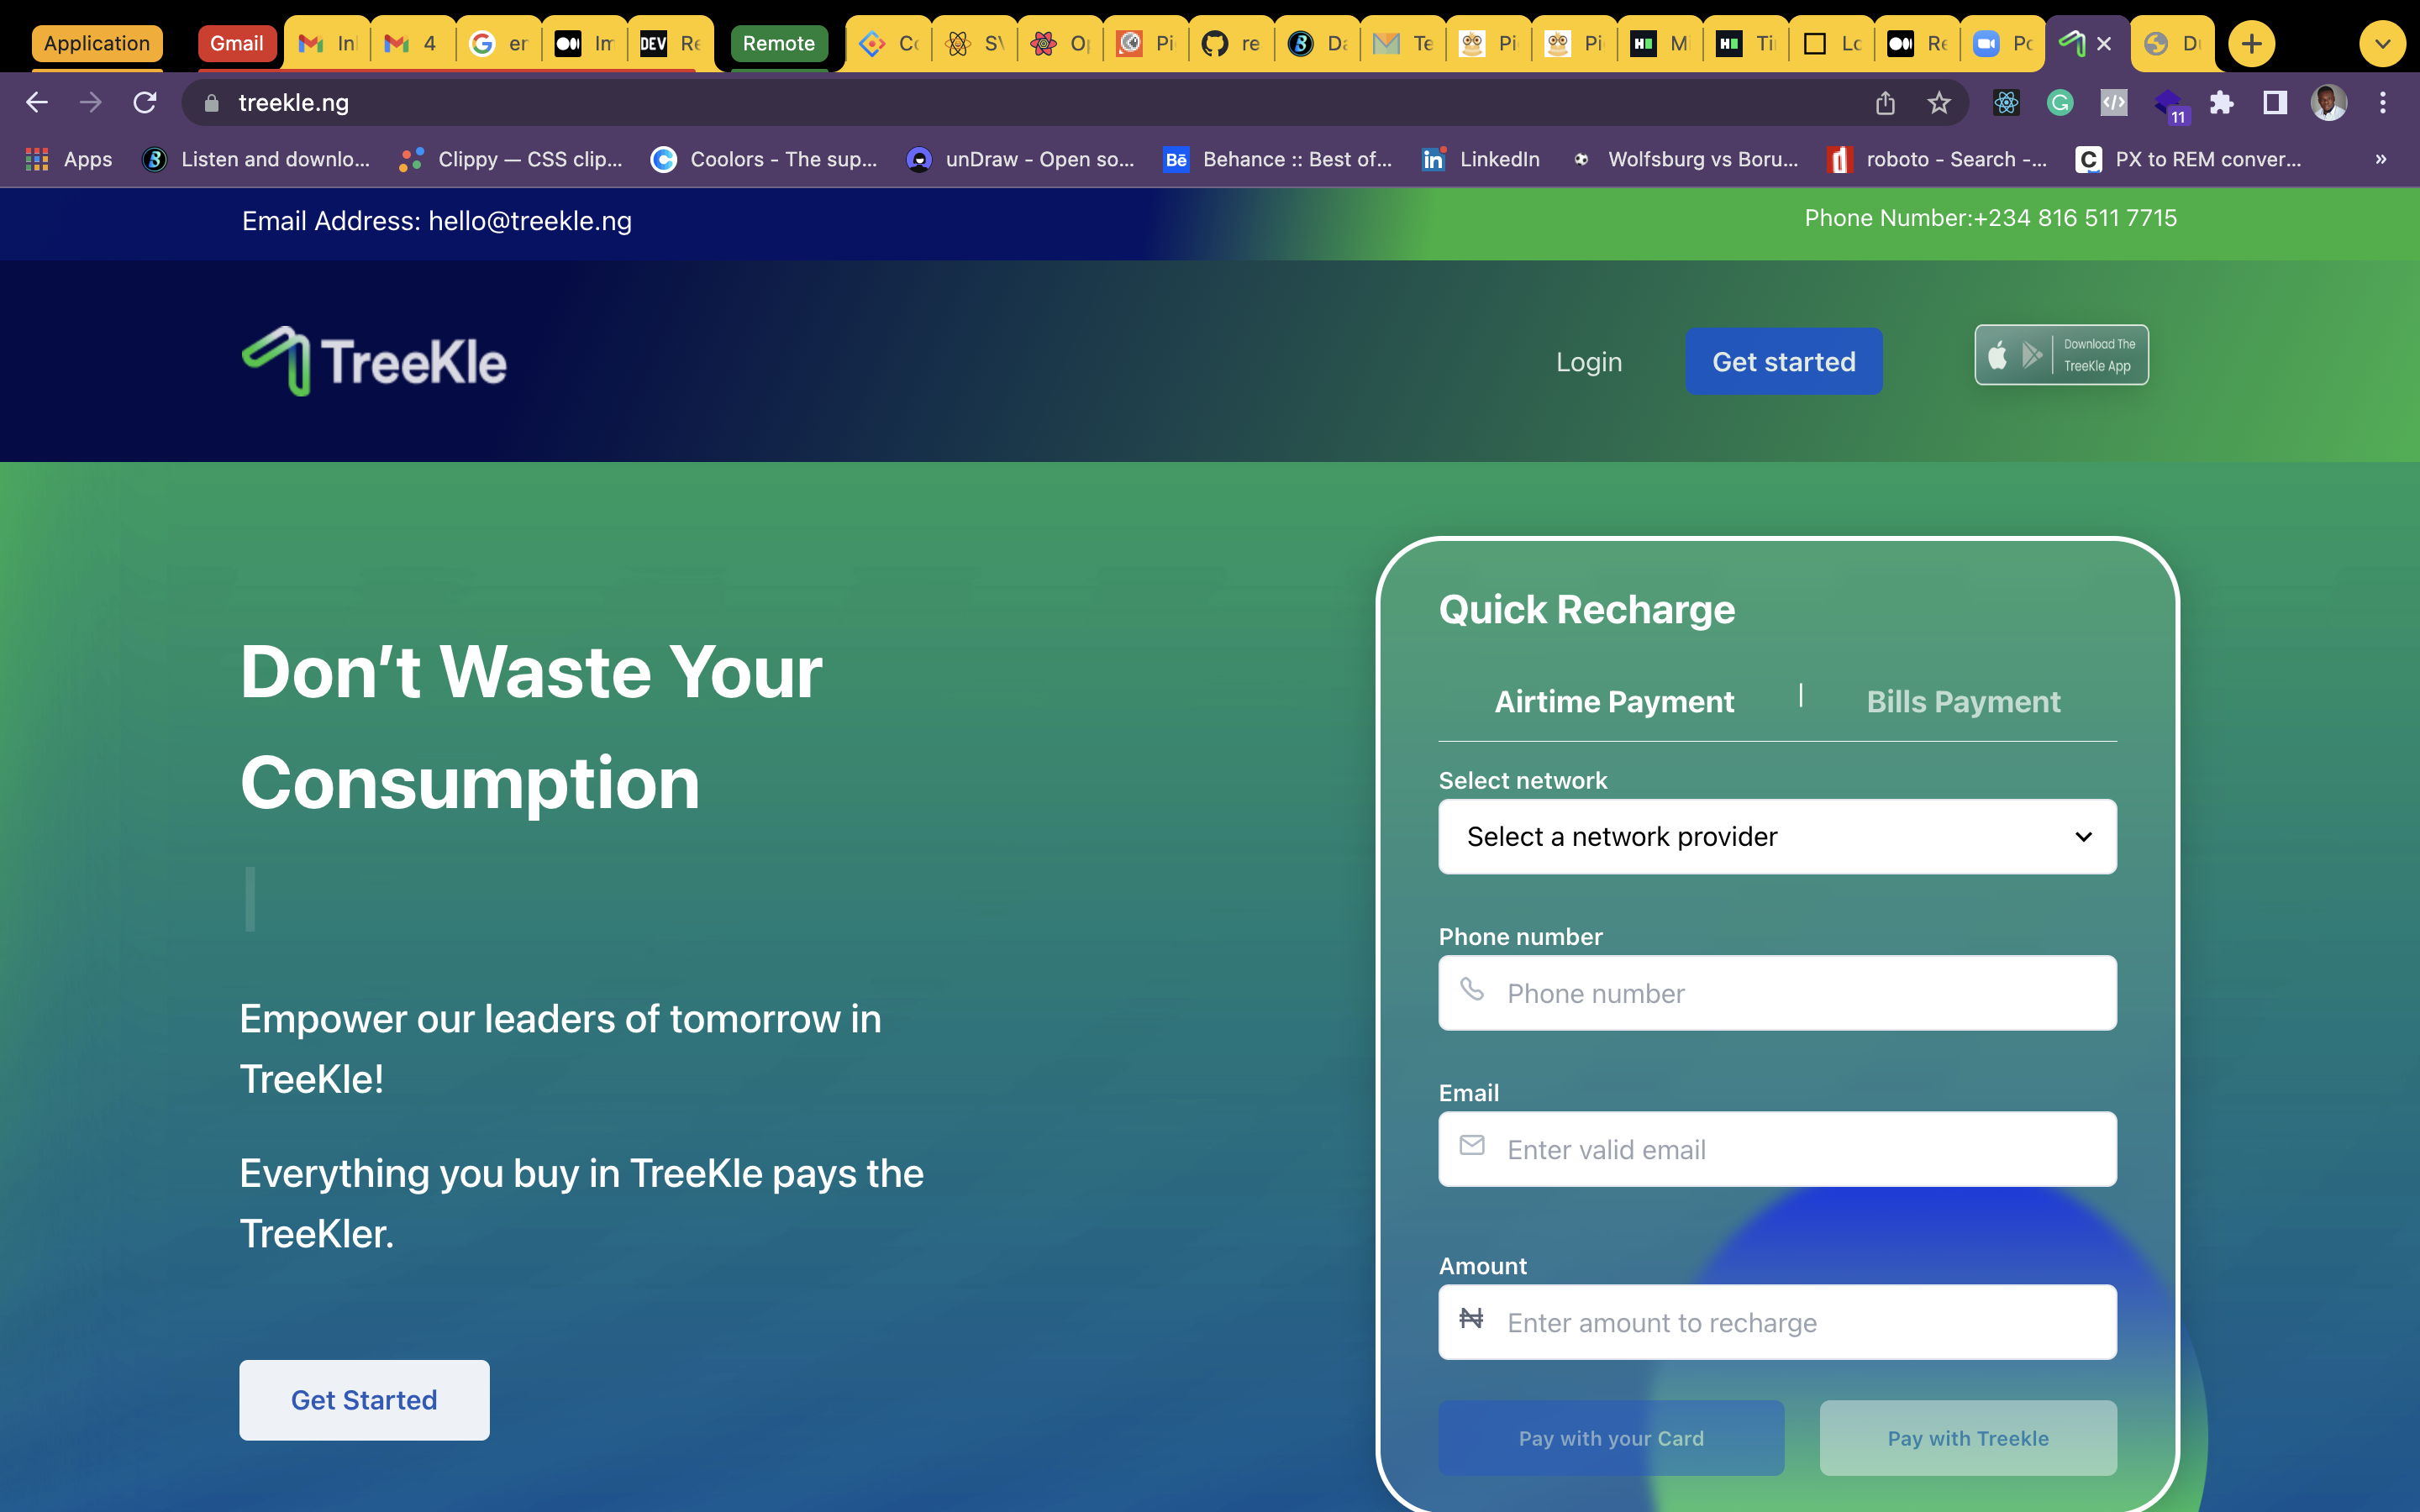 Application Gmail In 4 er Im DEV Re Remote Pi re Te Pi Pi M Ti Lo Re Po
treekle.ng 11
Apps Listen and downlo... Clippy — CSS clip... Coolors - The sup... unDraw - Open so... Bē Behance :: Best of... in LinkedIn Wolfsburg vs Boru... roboto - Search -... C PX to REM conver... »
Email Address: hello@treekle.ng Phone Number:+234 816 511 7715
TreeKle Login Get started Download The
TreeKle App
Don’t Waste Your
Consumption
Empower our leaders of tomorrow in
TreeKle!
Everything you buy in TreeKle pays the
TreeKler.
Get Started
Quick Recharge
Airtime Payment | Bills Payment
Select network
Select a network provider
Phone number
Phone number
Email
Enter valid email
Amount
₦ Enter amount to recharge
Pay with your Card Pay with Treekle